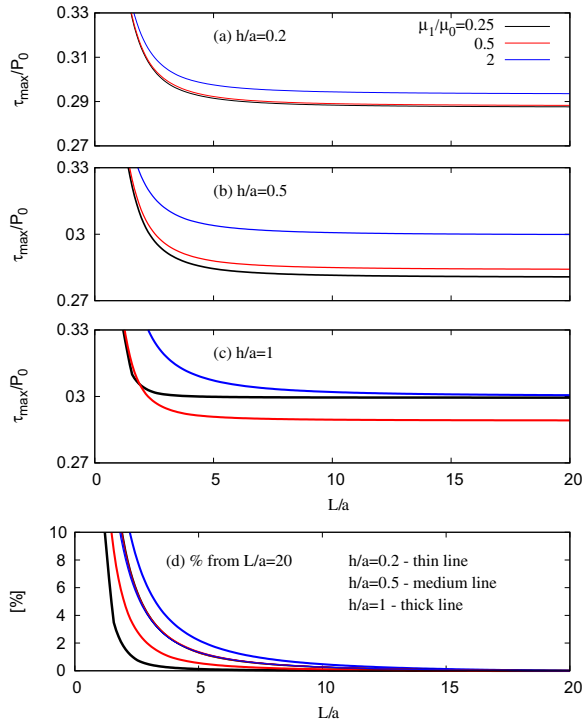 0.33
(a) h/a=0.2
μ1/μ0=0.25
0.5
2
0.31
0.29
0.27
τmax/P0
0.33
(b) h/a=0.5
03
0.27
τmax/P0
0.33
(c) h/a=1
03
0.27
τmax/P0
0 5 10 15 20
L/a
10
8
6
4
2
0
[%]
(d) % from L/a=20
h/a=0.2 - thin line
h/a=0.5 - medium line
h/a=1 - thick line
0 5 10 15 20
L/a